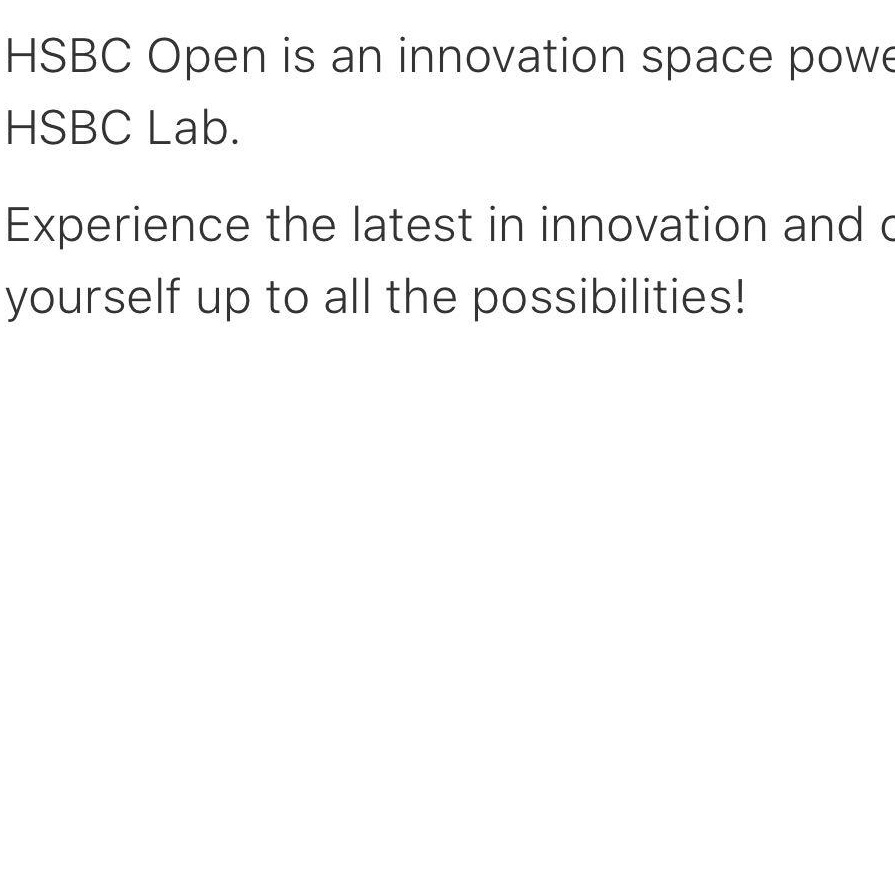 HSBC Open is an innovation space
HSBC Lab.
Experience the latest in innovation and
yourself up to all the possibilities!